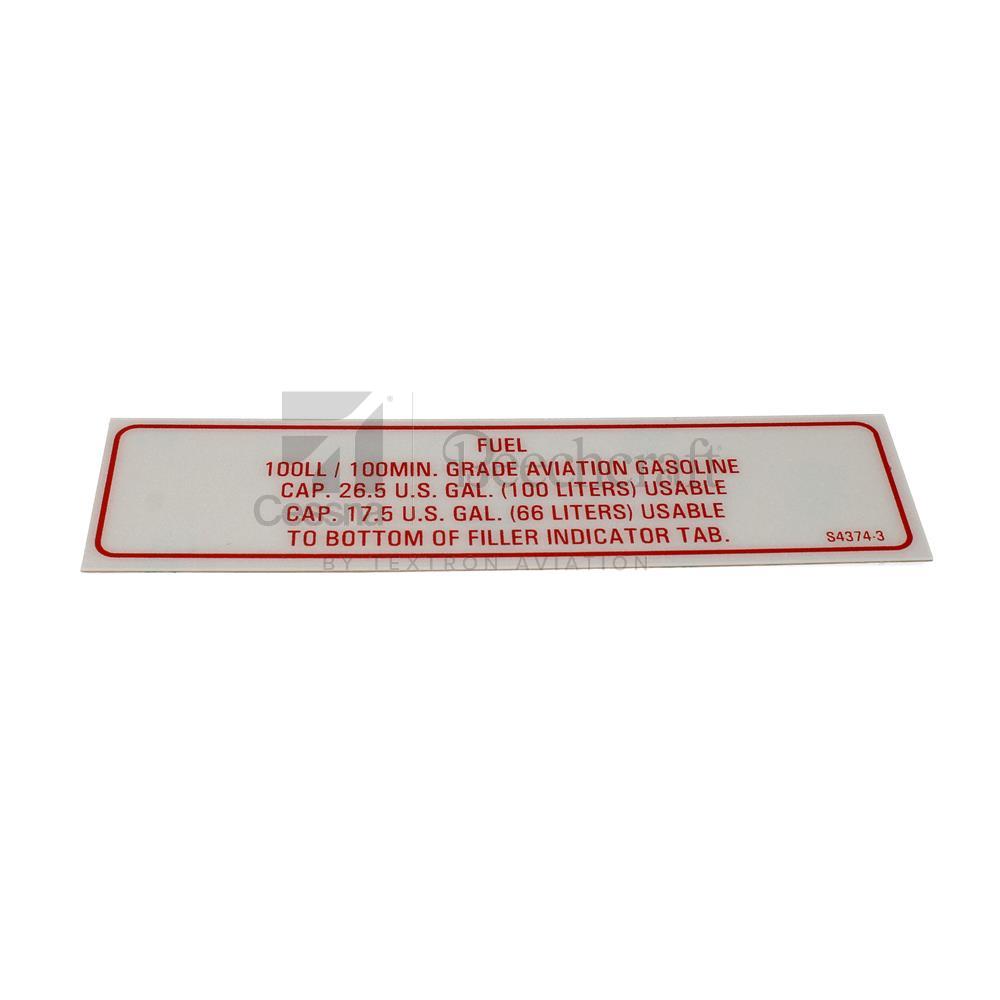 FUEL
100LL / 100MIN. GRADE AVIATION GASOLINE
CAP. 26.5 U.S. GAL. (100 LITERS) USABLE
CAP. 17.5 U.S. GAL. (66 LITERS) USABLE
TO BOTTOM OF FILLER INDICATOR TAB.
S4374-3
Cessna
Beechcraft
BY TEXTRON AVIATION